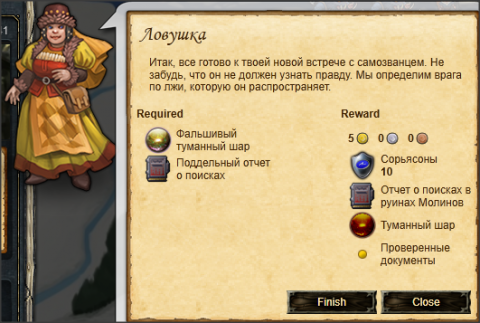 Ловушка
Итак, все готово к твоей новой встрече с самозванцем. Не
забудь, что он не должен узнать правду. Мы определим врага
по лжи, которую он распространяет.
Required
Фальшивый
туманный шар
Поддельный отчет
о поисках
Reward
5 0 0
Сорьясоны
10
Отчет о поисках в
руинах Молинов
Туманный шар
Проверенные
документы
Finish
Close